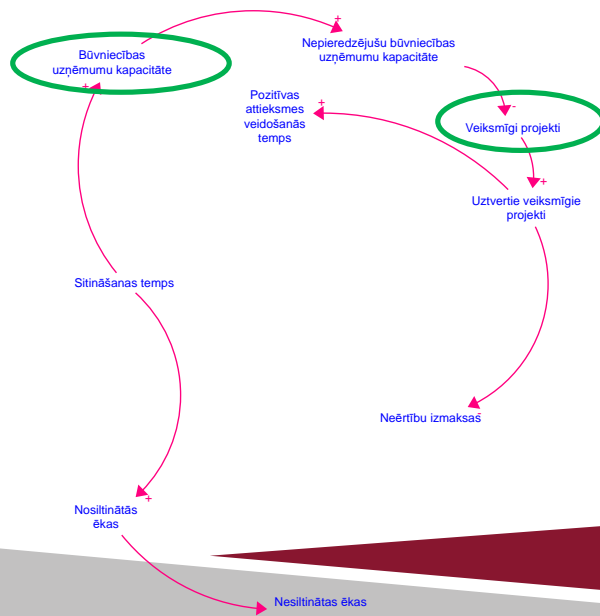 +
Nepieredzējušu būvniecības
uzņēmumu kapacitāte
Būvniecības
uzņēmumu kapacitāte
+
Pozitīvas
attieksmes
veidošanās
temps
+
-
Veiksmīgi projekti
+
Uztvertie veiksmīgie
projekti
Sitināšanas temps
-
Neērtību izmaksas
+
Nosiltinātās
ēkas
Nesiltinātas ēkas